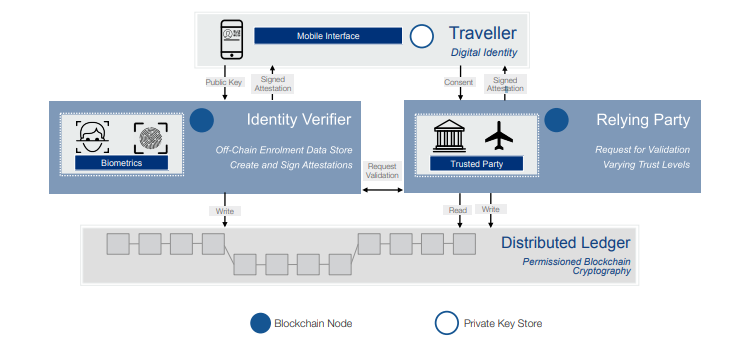 Traveller
Mobile Interface
Digital Identity
Public Key
Signed
Attestation
Consent
Signed
Attestation
Identity Verifier
Off-Chain Enrolment Data Store
Create and Sign Attestations
Biometrics
Relying Party
Request for Validation
Varying Trust Levels
Trusted Party
Request
Validation
Write
Read
Write
Distributed Ledger
Permissioned Blockchain
Cryptography
Blockchain Node
Private Key Store